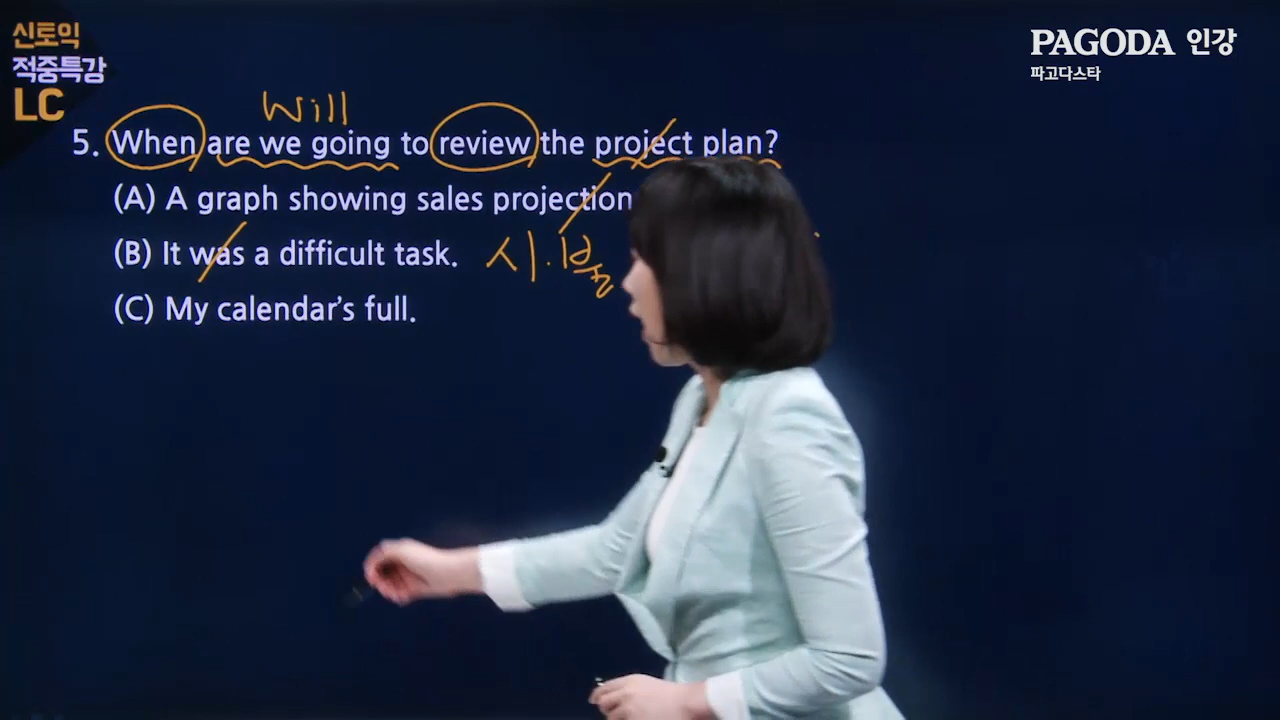 신토익
적중특강
LC
PAGODA 인강
파고다스타
will
5. When are we going to review the project plan?
(A) A graph showing sales projection
(B) It was a difficult task.
(C) My calendar's full.